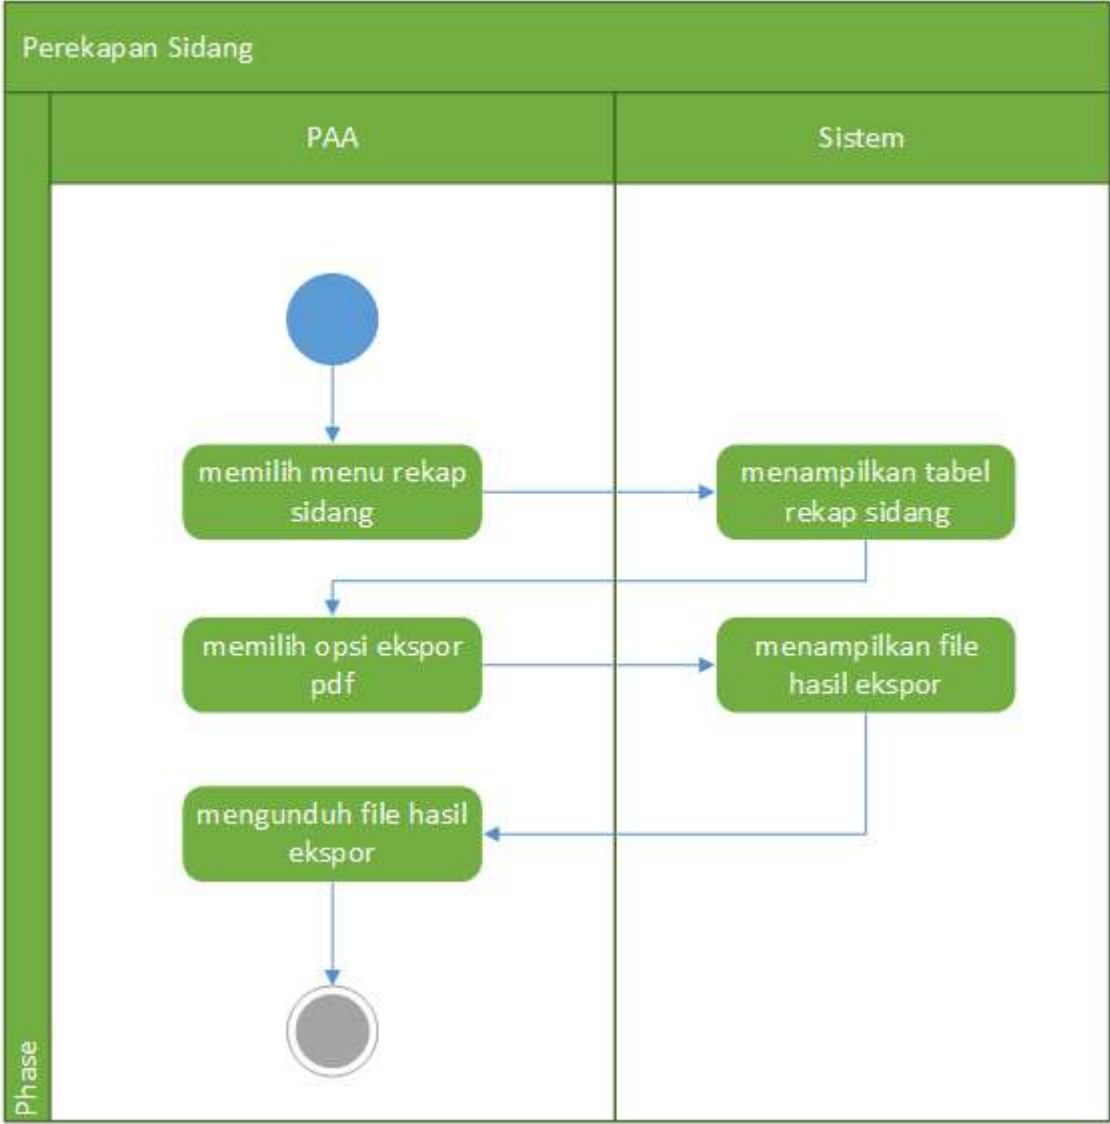 Perekapan Sidang
PAA
Sistem
memilih menu rekap
sidang
menampilkan tabel
rekap sidang
memilih opsi ekspor
pdf
menampilkan file
hasil ekspor
mengunduh file hasil
ekspor
Phase